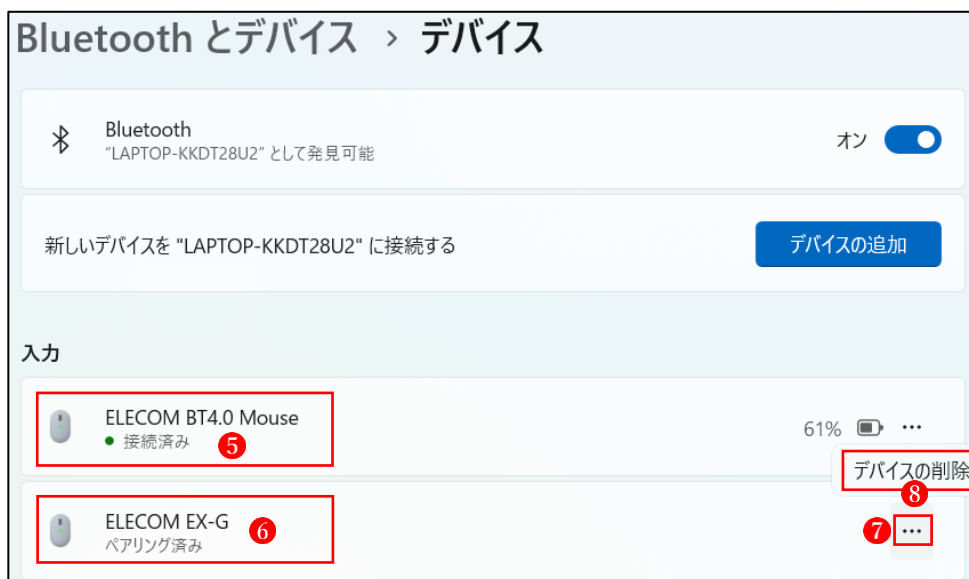 Bluetooth とデバイス › デバイス
Bluetooth
"LAPTOP-KKDT28U2" として発見可能
オン
新しいデバイスを "LAPTOP-KKDT28U2" に接続する
デバイスの追加
入力
ELECOM BT4.0 Mouse
接続済み
5
61%
デバイスの削除
8
ELECOM EX-G
ペアリング済み
6
7